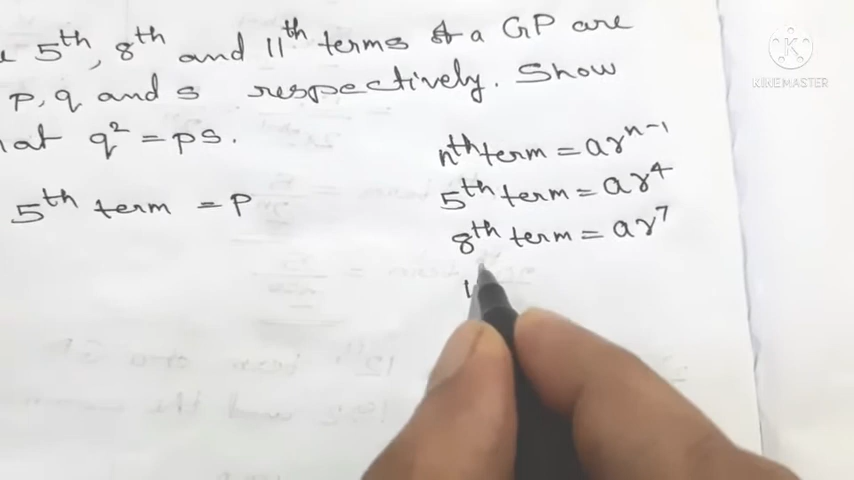 5th, 8th and 11th terms of a GP are
p, q and s respectively. Show
q² = ps.
5th term = p
nth term = ar^n-1
5th term = ar⁴
8th term = ar⁷
KINEMASTER